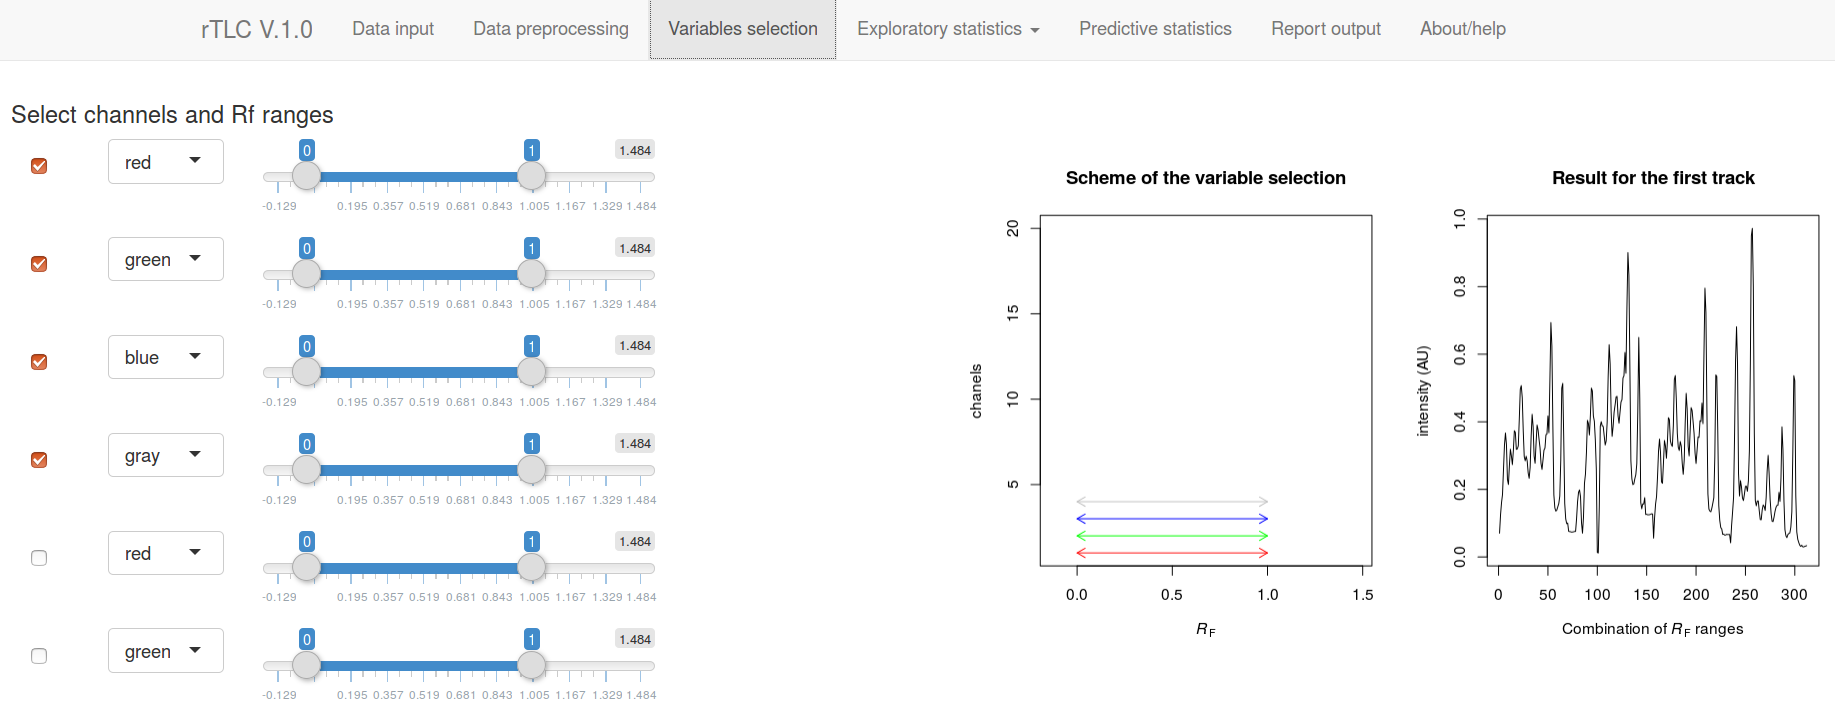 rTLC V.1.0 Data input Data preprocessing Variables selection Exploratory statistics Predictive statistics Report output About/help
Select channels and Rf ranges
red 0 1 1.484
-0.129 0.195 0.357 0.519 0.681 0.843 1.005 1.167 1.329 1.484
green 0 1 1.484
-0.129 0.195 0.357 0.519 0.681 0.843 1.005 1.167 1.329 1.484
blue 0 1 1.484
-0.129 0.195 0.357 0.519 0.681 0.843 1.005 1.167 1.329 1.484
gray 0 1 1.484
-0.129 0.195 0.357 0.519 0.681 0.843 1.005 1.167 1.329 1.484
red 0 1 1.484
-0.129 0.195 0.357 0.519 0.681 0.843 1.005 1.167 1.329 1.484
green 0 1 1.484
-0.129 0.195 0.357 0.519 0.681 0.843 1.005 1.167 1.329 1.484
Scheme of the variable selection
channels
20
15
10
5
0.0 0.5 1.0 1.5
RF
Result for the first track
intensity (AU)
1.0
0.8
0.6
0.4
0.2
0.0
0 50 100 150 200 250 300
Combination of RF ranges